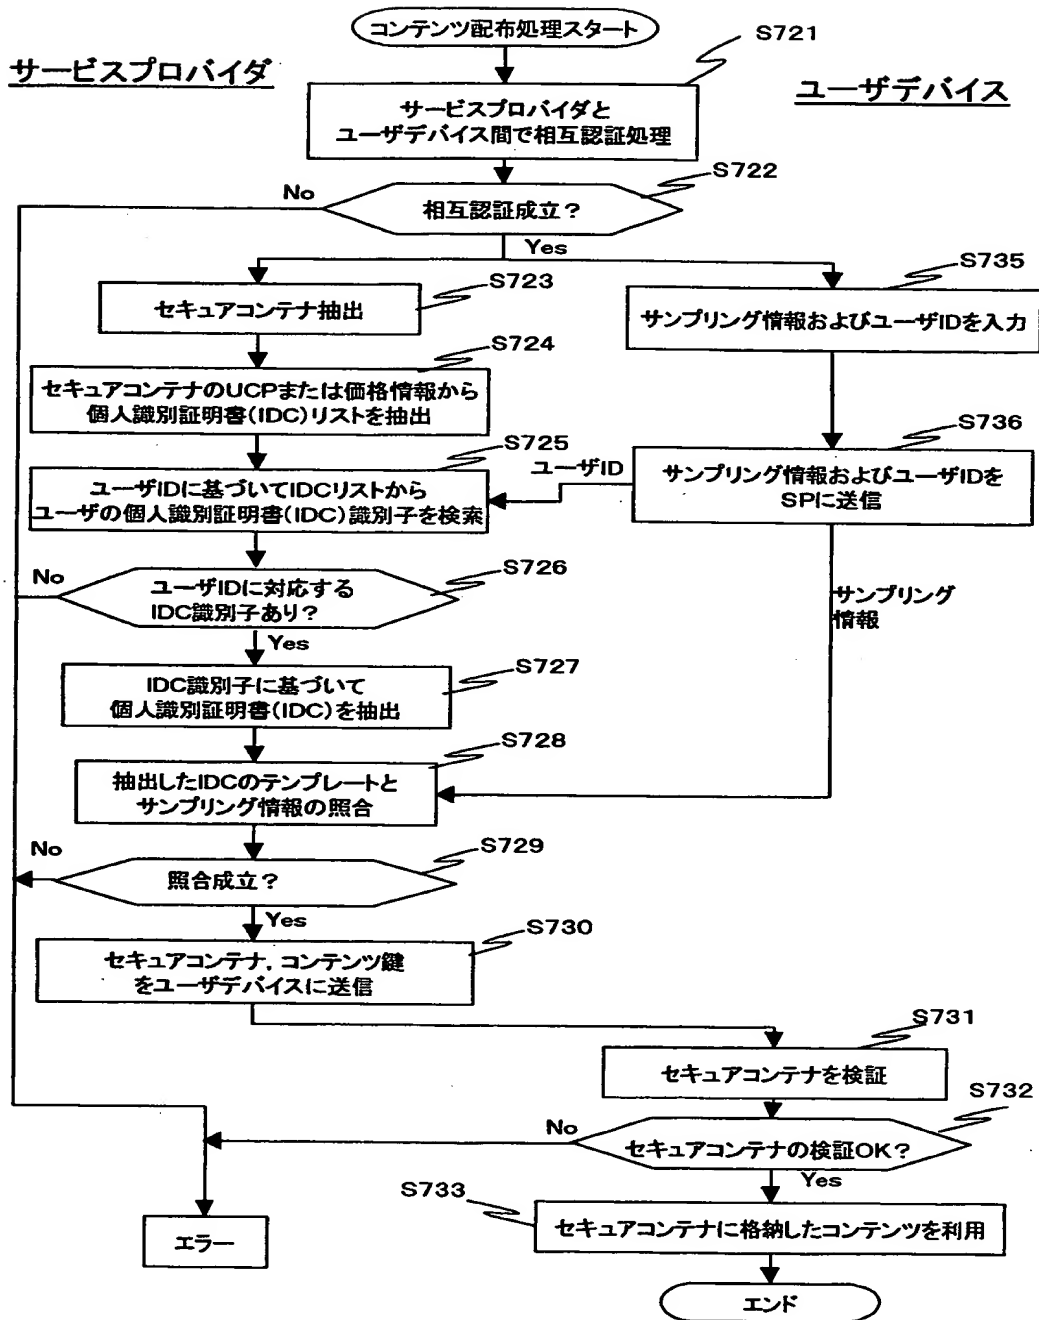 コンテンツ配布処理スタート
S721
サービスプロバイダ
ユーザデバイス
サービスプロバイダと
ユーザデバイス間で相互認証処理
S722
No
相互認証成立?
Yes
S723
セキュアコンテナ抽出
S735
サンプリング情報およびユーザIDを入力
S724
セキュアコンテナのUCPまたは価格情報から
個人識別証明書(IDC)リストを抽出
S725
ユーザIDに基づいてIDCリストから
ユーザの個人識別証明書(IDC)識別子を検索
ユーザID
S736
サンプリング情報およびユーザIDを
SPに送信
No
S726
ユーザIDに対応する
IDC識別子あり?
サンプリング
情報
Yes
S727
IDC識別子に基づいて
個人識別証明書(IDC)を抽出
S728
抽出したIDCのテンプレートと
サンプリング情報の照合
No
S729
照合成立?
Yes
S730
セキュアコンテナ,コンテンツ鍵
をユーザデバイスに送信
S731
セキュアコンテナを検証
S732
No
セキュアコンテナの検証OK?
Yes
S733
セキュアコンテナに格納したコンテンツを利用
エラー
エンド